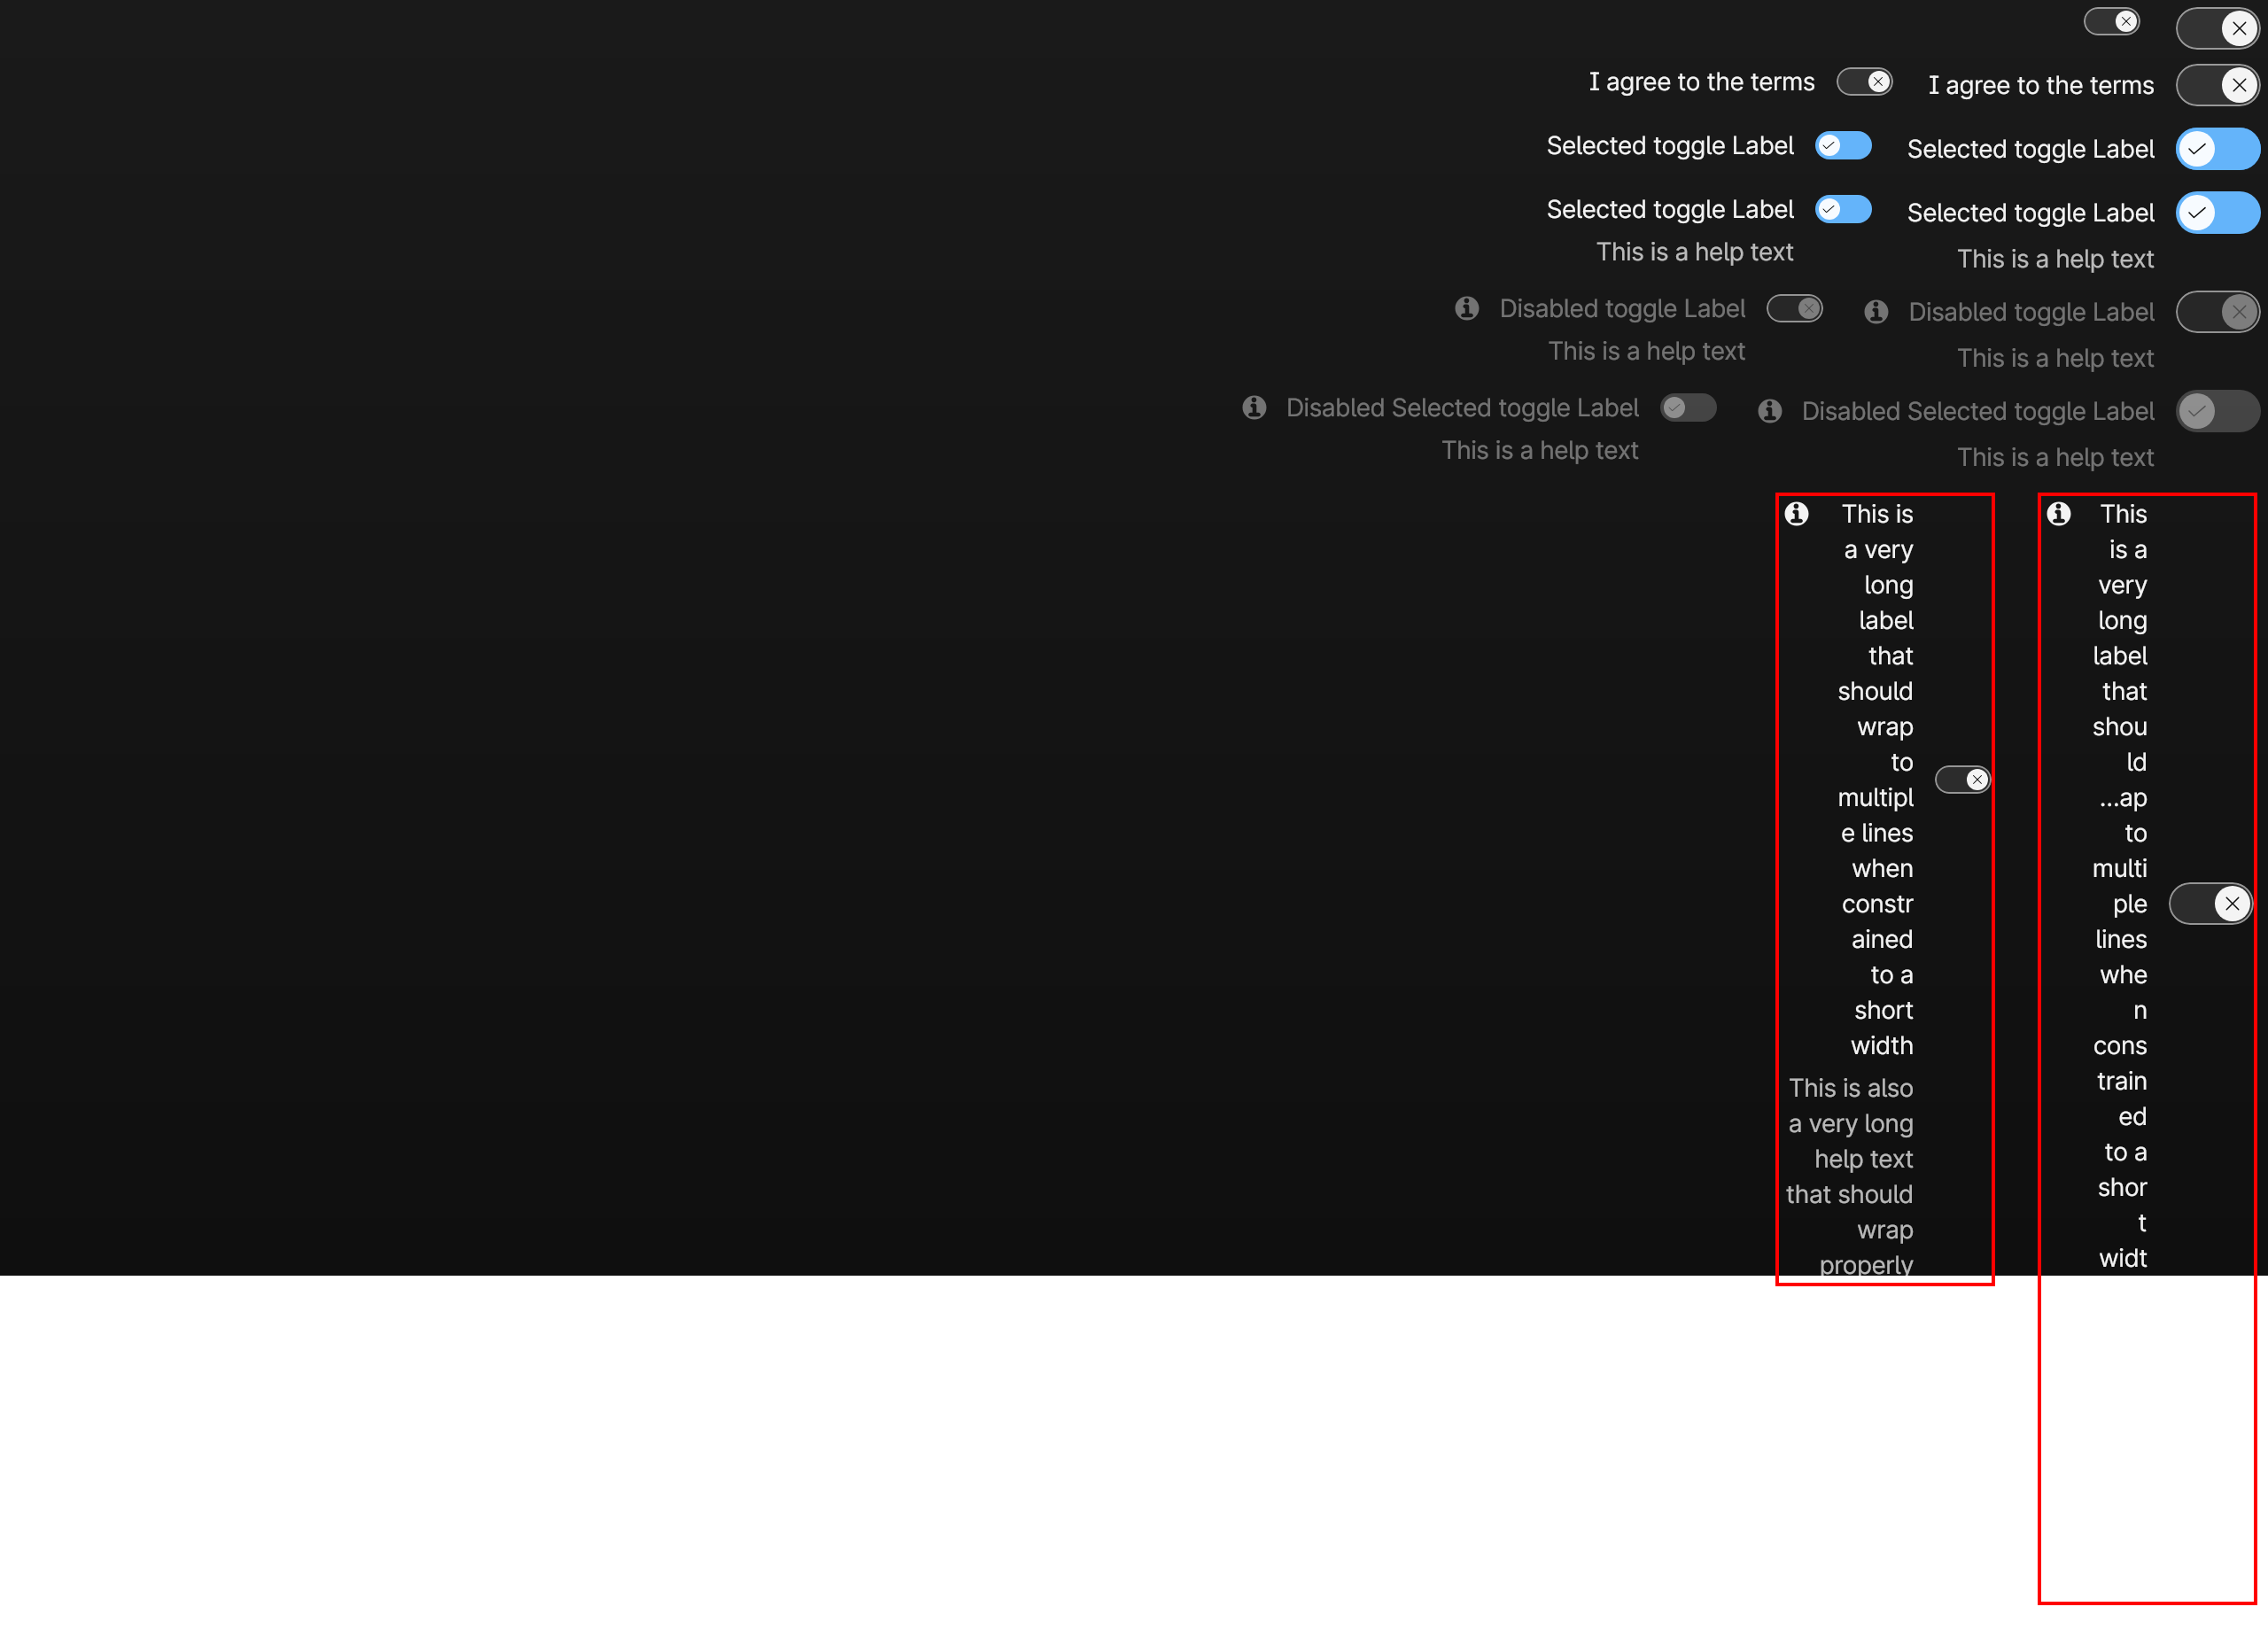 I agree to the terms
I agree to the terms
Selected toggle Label
Selected toggle Label
Selected toggle Label
Selected toggle Label
This is a help text
This is a help text
Disabled toggle Label
Disabled toggle Label
This is a help text
This is a help text
Disabled Selected toggle Label
Disabled Selected toggle Label
This is a help text
This is a help text
This is
a very
long
label
that
should
wrap
to
multipl
e lines
when
constr
ained
to a
short
width
This is also
a very long
help text
that should
wrap
properly
This
is a
very
long
label
that
shou
ld
...ap
to
multi
ple
lines
whe
n
cons
train
ed
to a
shor
t
widt